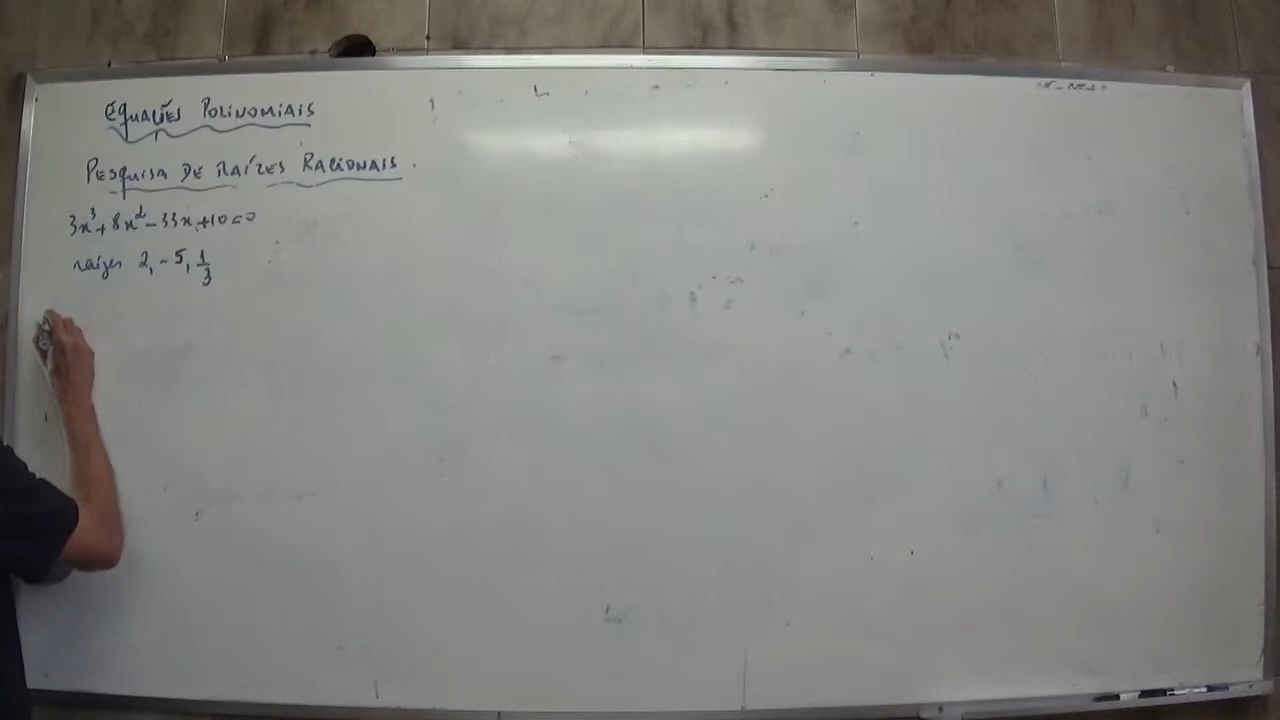 EQUAÇÕES POLINOMIAIS
PESQUISA DE RAÍZES RACIONAIS.
3x³+8x²-33x+10=0
raízes 2, -5, 1/3